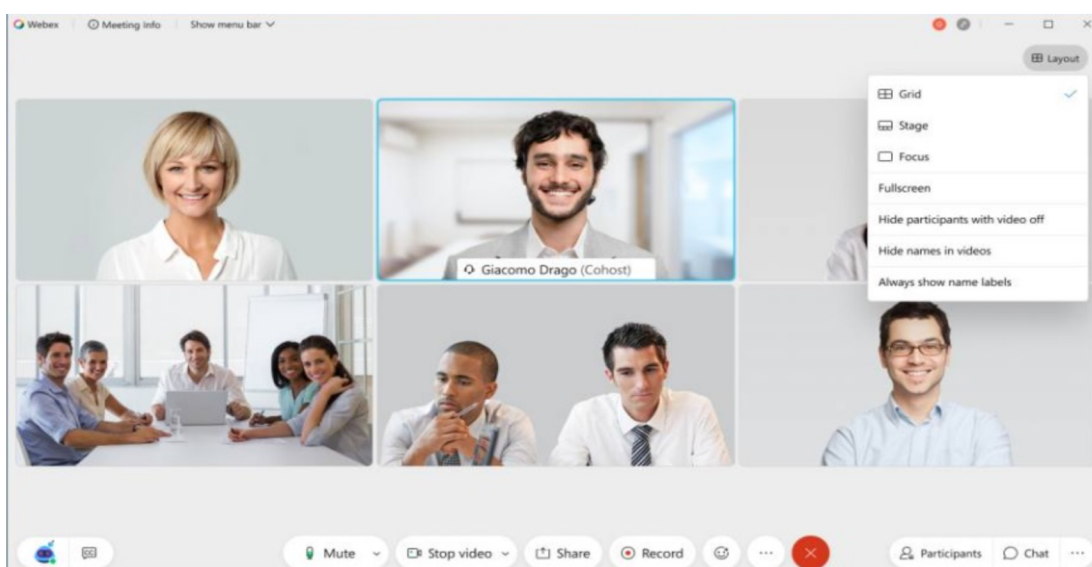 Webex
Meeting Info
Show menu bar
Layout
Grid
Stage
Focus
Fullscreen
Hide participants with video off
Hide names in videos
Always show name labels
Giacomo Drago (Cohost)
CC
Mute
Stop video
Share
Record
Participants
Chat